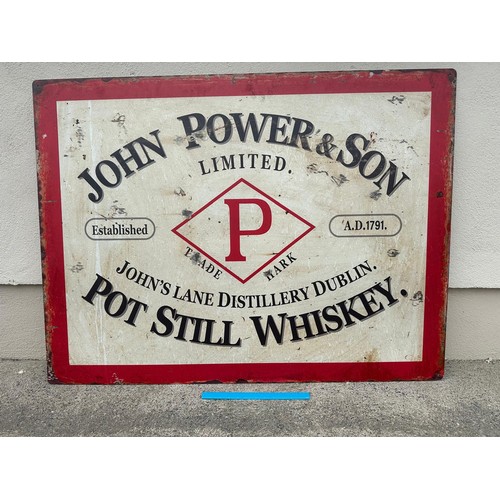 JOHN POWER & SON
LIMITED.
Established
P
A.D.1791.
TRADE MARK
JOHN'S LANE DISTILLERY DUBLIN.
POT STILL WHISKEY.